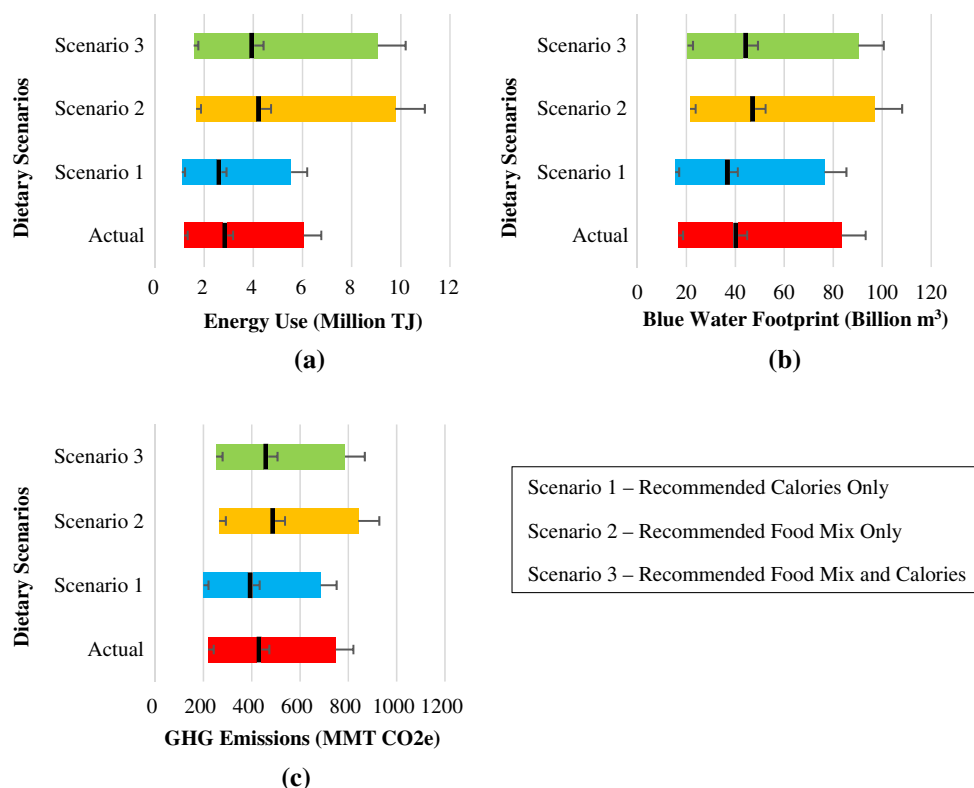 Dietary Scenarios
Scenario 3
Scenario 2
Scenario 1
Actual
0 2 4 6 8 10 12
Energy Use (Million TJ)
(a)
Dietary Scenarios
Scenario 3
Scenario 2
Scenario 1
Actual
0 20 40 60 80 100 120
Blue Water Footprint (Billion m³)
(b)
Dietary Scenarios
Scenario 3
Scenario 2
Scenario 1
Actual
0 200 400 600 800 1000 1200
GHG Emissions (MMT CO2e)
(c)
Scenario 1 – Recommended Calories Only
Scenario 2 – Recommended Food Mix Only
Scenario 3 – Recommended Food Mix and Calories